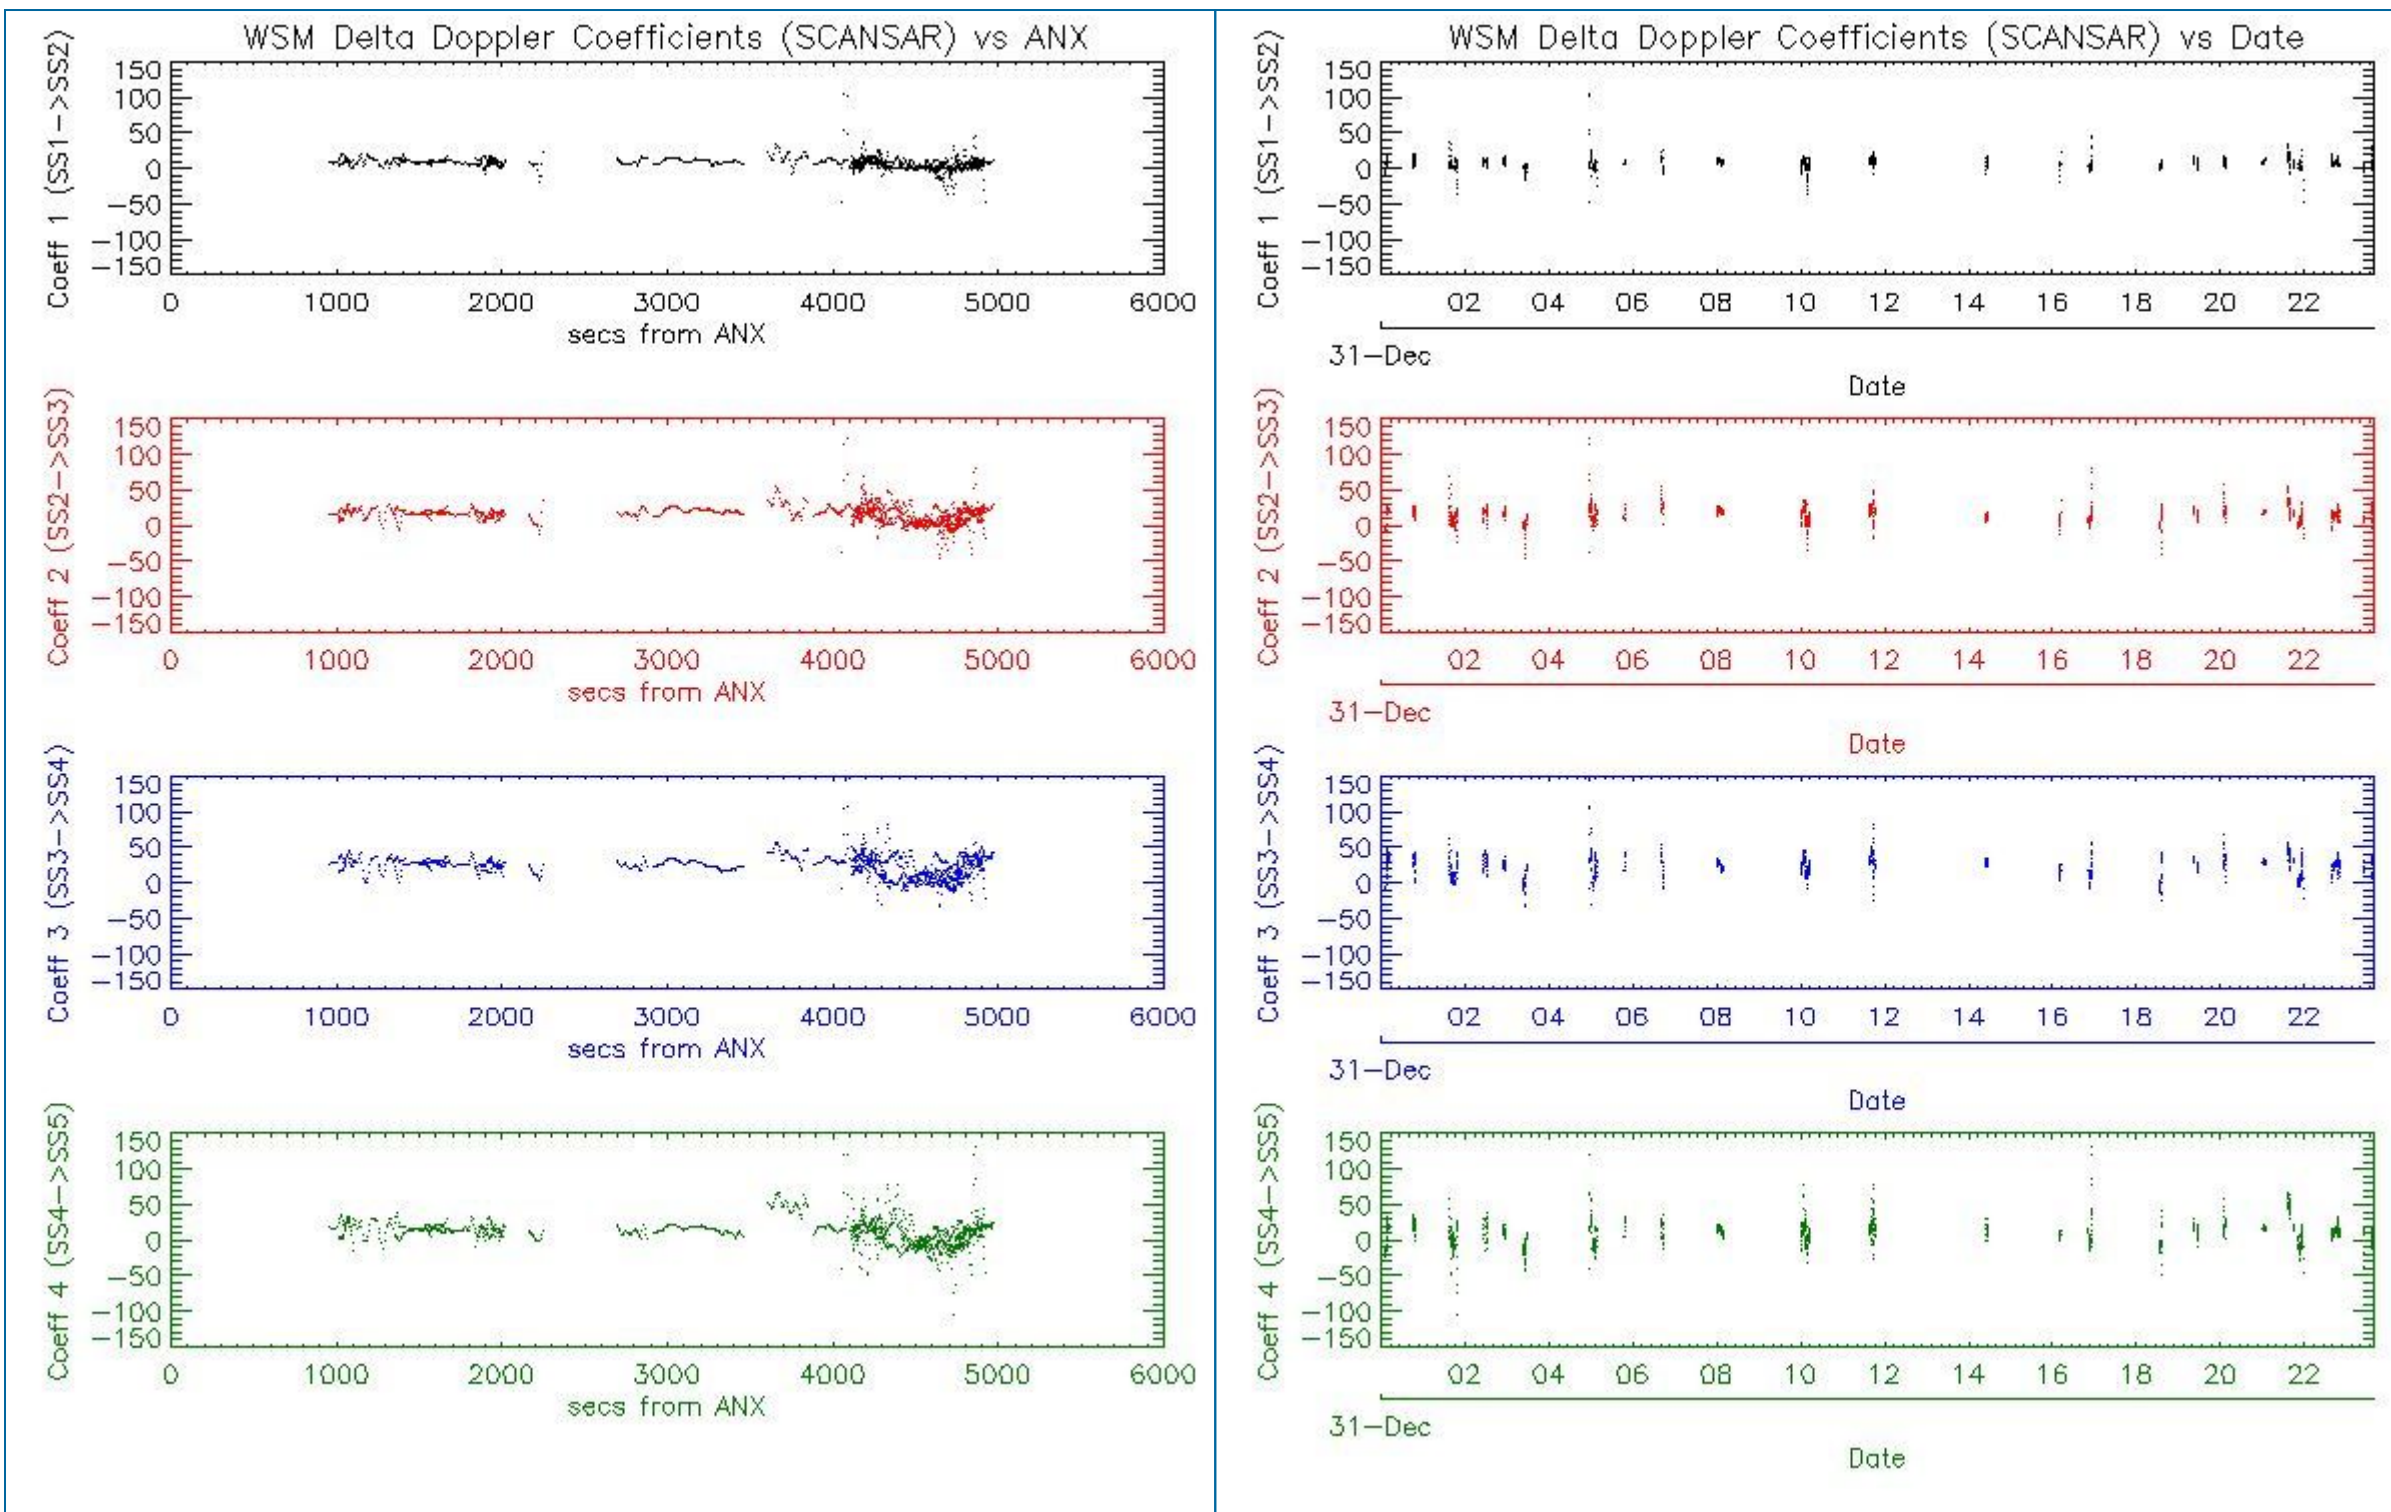 WSM Delta Doppler Coefficients (SCANSAR) vs ANX
Coeff 1 (SS1->SS2)
150
100
50
0
-50
-100
-150
0 1000 2000 3000 4000 5000 6000
secs from ANX
Coeff 2 (SS2->SS3)
150
100
50
0
-50
-100
-150
0 1000 2000 3000 4000 5000 6000
secs from ANX
Coeff 3 (SS3->SS4)
150
100
50
0
-50
-100
-150
0 1000 2000 3000 4000 5000 6000
secs from ANX
Coeff 4 (SS4->SS5)
150
100
50
0
-50
-100
-150
0 1000 2000 3000 4000 5000 6000
secs from ANX
WSM Delta Doppler Coefficients (SCANSAR) vs Date
Coeff 1 (SS1->SS2)
150
100
50
0
-50
-100
-150
02 04 06 08 10 12 14 16 18 20 22
31-Dec
Date
Coeff 2 (SS2->SS3)
150
100
50
0
-50
-100
-150
02 04 06 08 10 12 14 16 18 20 22
31-Dec
Date
Coeff 3 (SS3->SS4)
150
100
50
0
-50
-100
-150
02 04 06 08 10 12 14 16 18 20 22
31-Dec
Date
Coeff 4 (SS4->SS5)
150
100
50
0
-50
-100
-150
02 04 06 08 10 12 14 16 18 20 22
31-Dec
Date